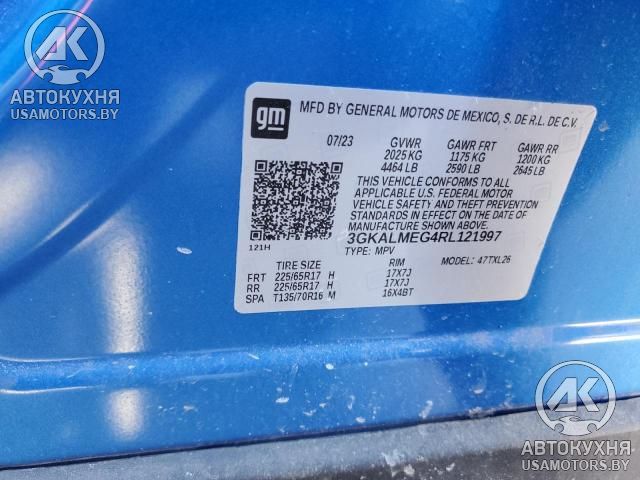 AK
АВТОКУХНЯ
USAMOTORS.BY
gm
MFD BY GENERAL MOTORS DE MEXICO, S. DE R.L. DE C.V.
07/23 GVWR GAWR FRT GAWR RR
2025 KG 1175 KG 1200 KG
4464 LB 2590 LB 2645 LB
THIS VEHICLE CONFORMS TO ALL
APPLICABLE U.S. FEDERAL MOTOR
VEHICLE SAFETY AND THEFT PREVENTION
STANDARDS IN EFFECT ON THE DATE OF
MANUFACTURE SHOWN ABOVE.
3GKALMEG4RL121997
121H TYPE: MPV MODEL: 47TXL26
TIRE SIZE RIM
FRT 225/65R17 H 17X7J
RR 225/65R17 H 17X7J
SPA T135/70R16 M 16X4BT
AK
АВТОКУХНЯ
USAMOTORS.BY